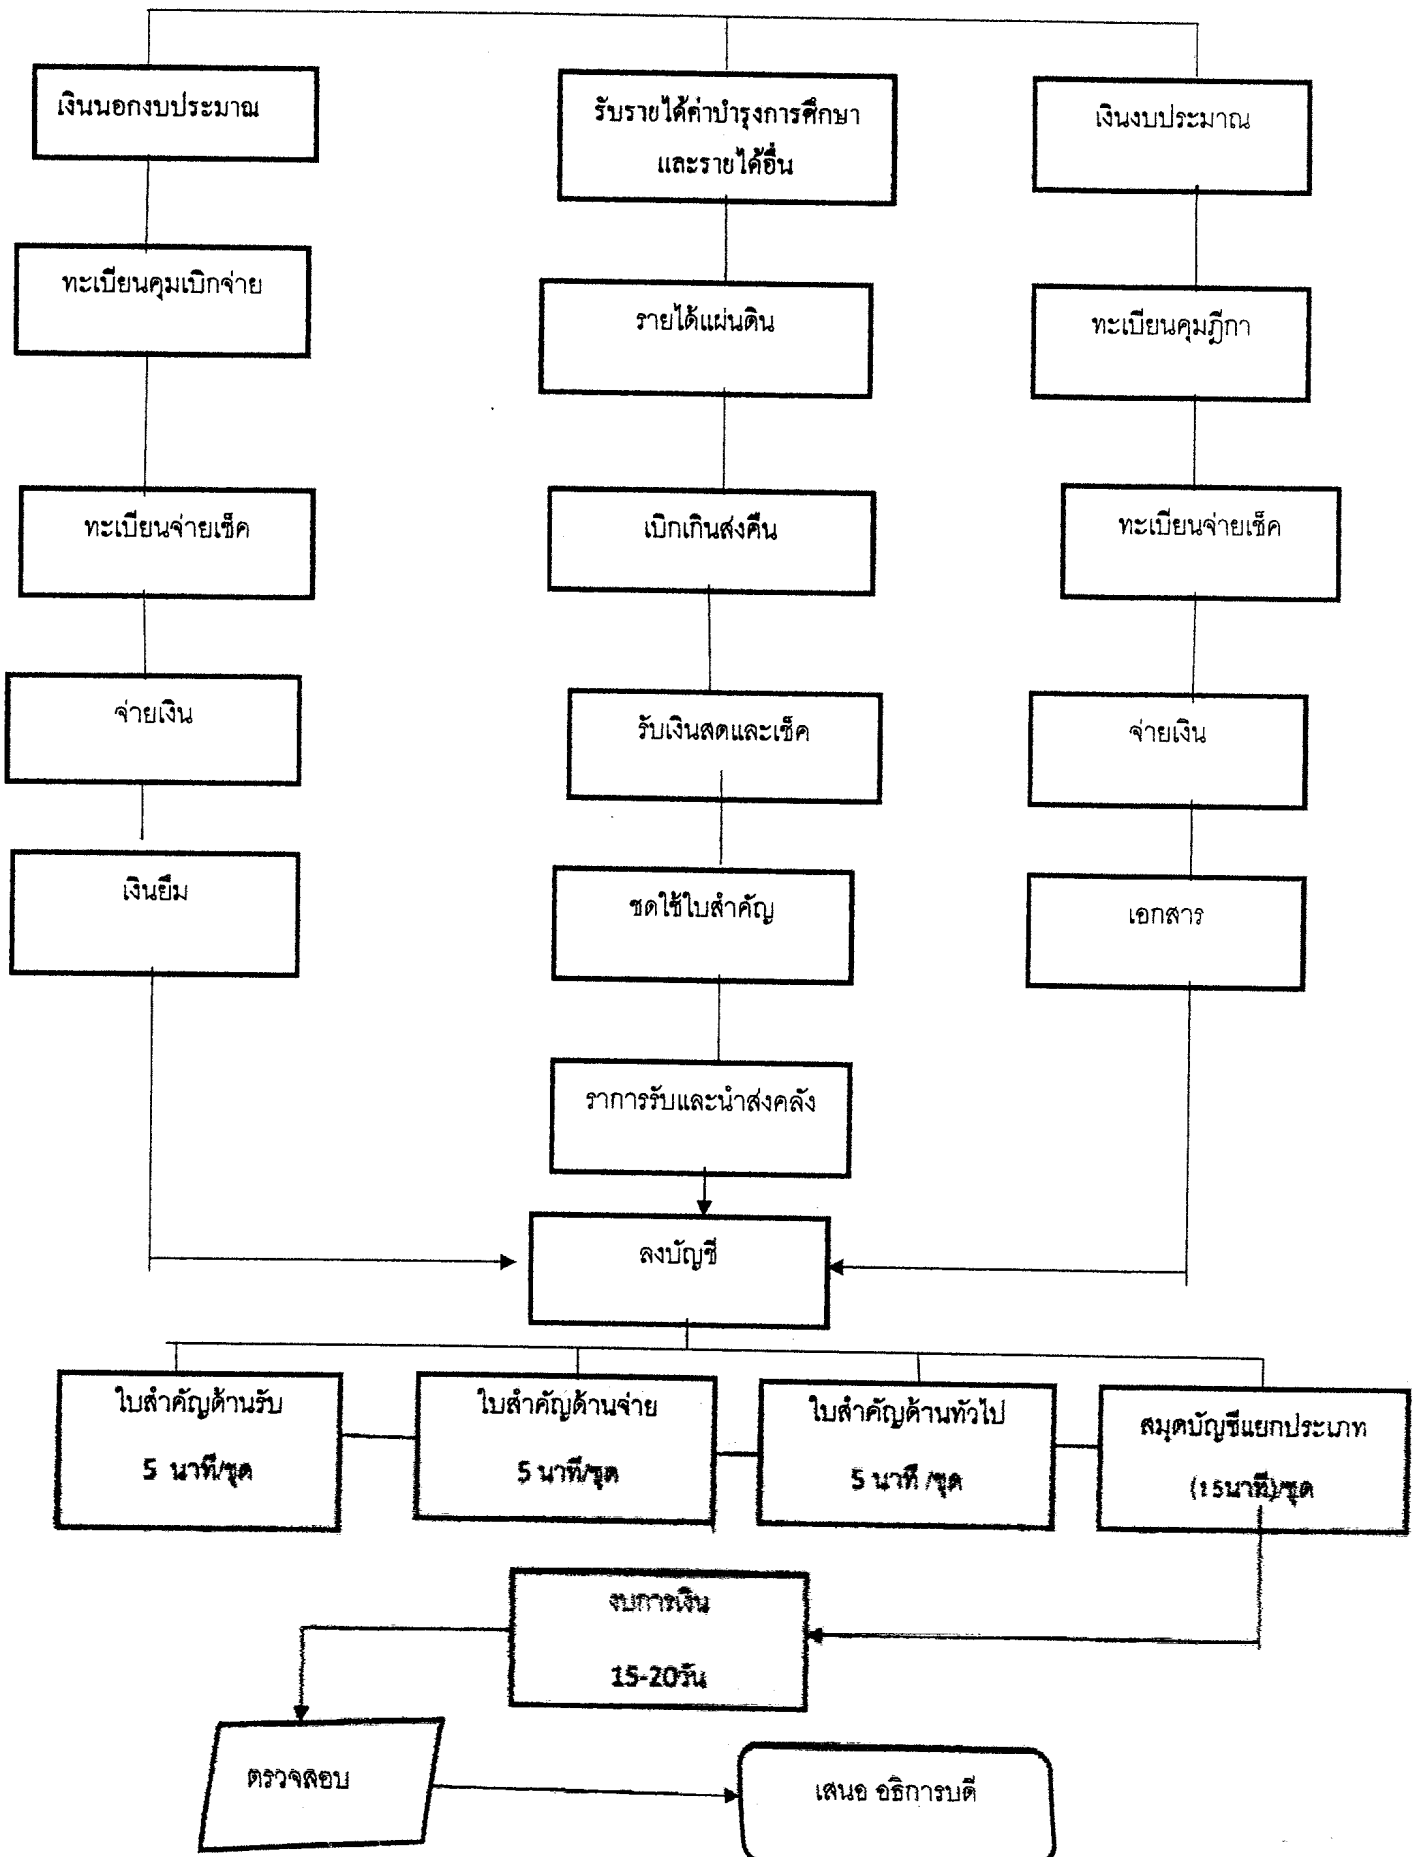 เงินนอกงบประมาณ
รับรายได้ค่าบำรุงการศึกษา
และรายได้อื่น
เงินงบประมาณ
ทะเบียนคุมเบิกจ่าย
รายได้แผ่นดิน
ทะเบียนคุมฎีกา
ทะเบียนจ่ายเช็ค
เบิกเกินส่งคืน
ทะเบียนจ่ายเช็ค
จ่ายเงิน
รับเงินสดและเช็ค
จ่ายเงิน
เงินยืม
ชดใช้ใบสำคัญ
เอกสาร
ราการรับและนำส่งคลัง
ลงบัญชี
ใบสำคัญด้านรับ
5 นาที/ชุด
ใบสำคัญด้านจ่าย
5 นาที/ชุด
ใบสำคัญด้านทั่วไป
5 นาที /ชุด
สมุดบัญชีแยกประเภท
(15นาที)/ชุด
งบการเงิน
15-20วัน
ตรวจสอบ
เสนอ อธิการบดี